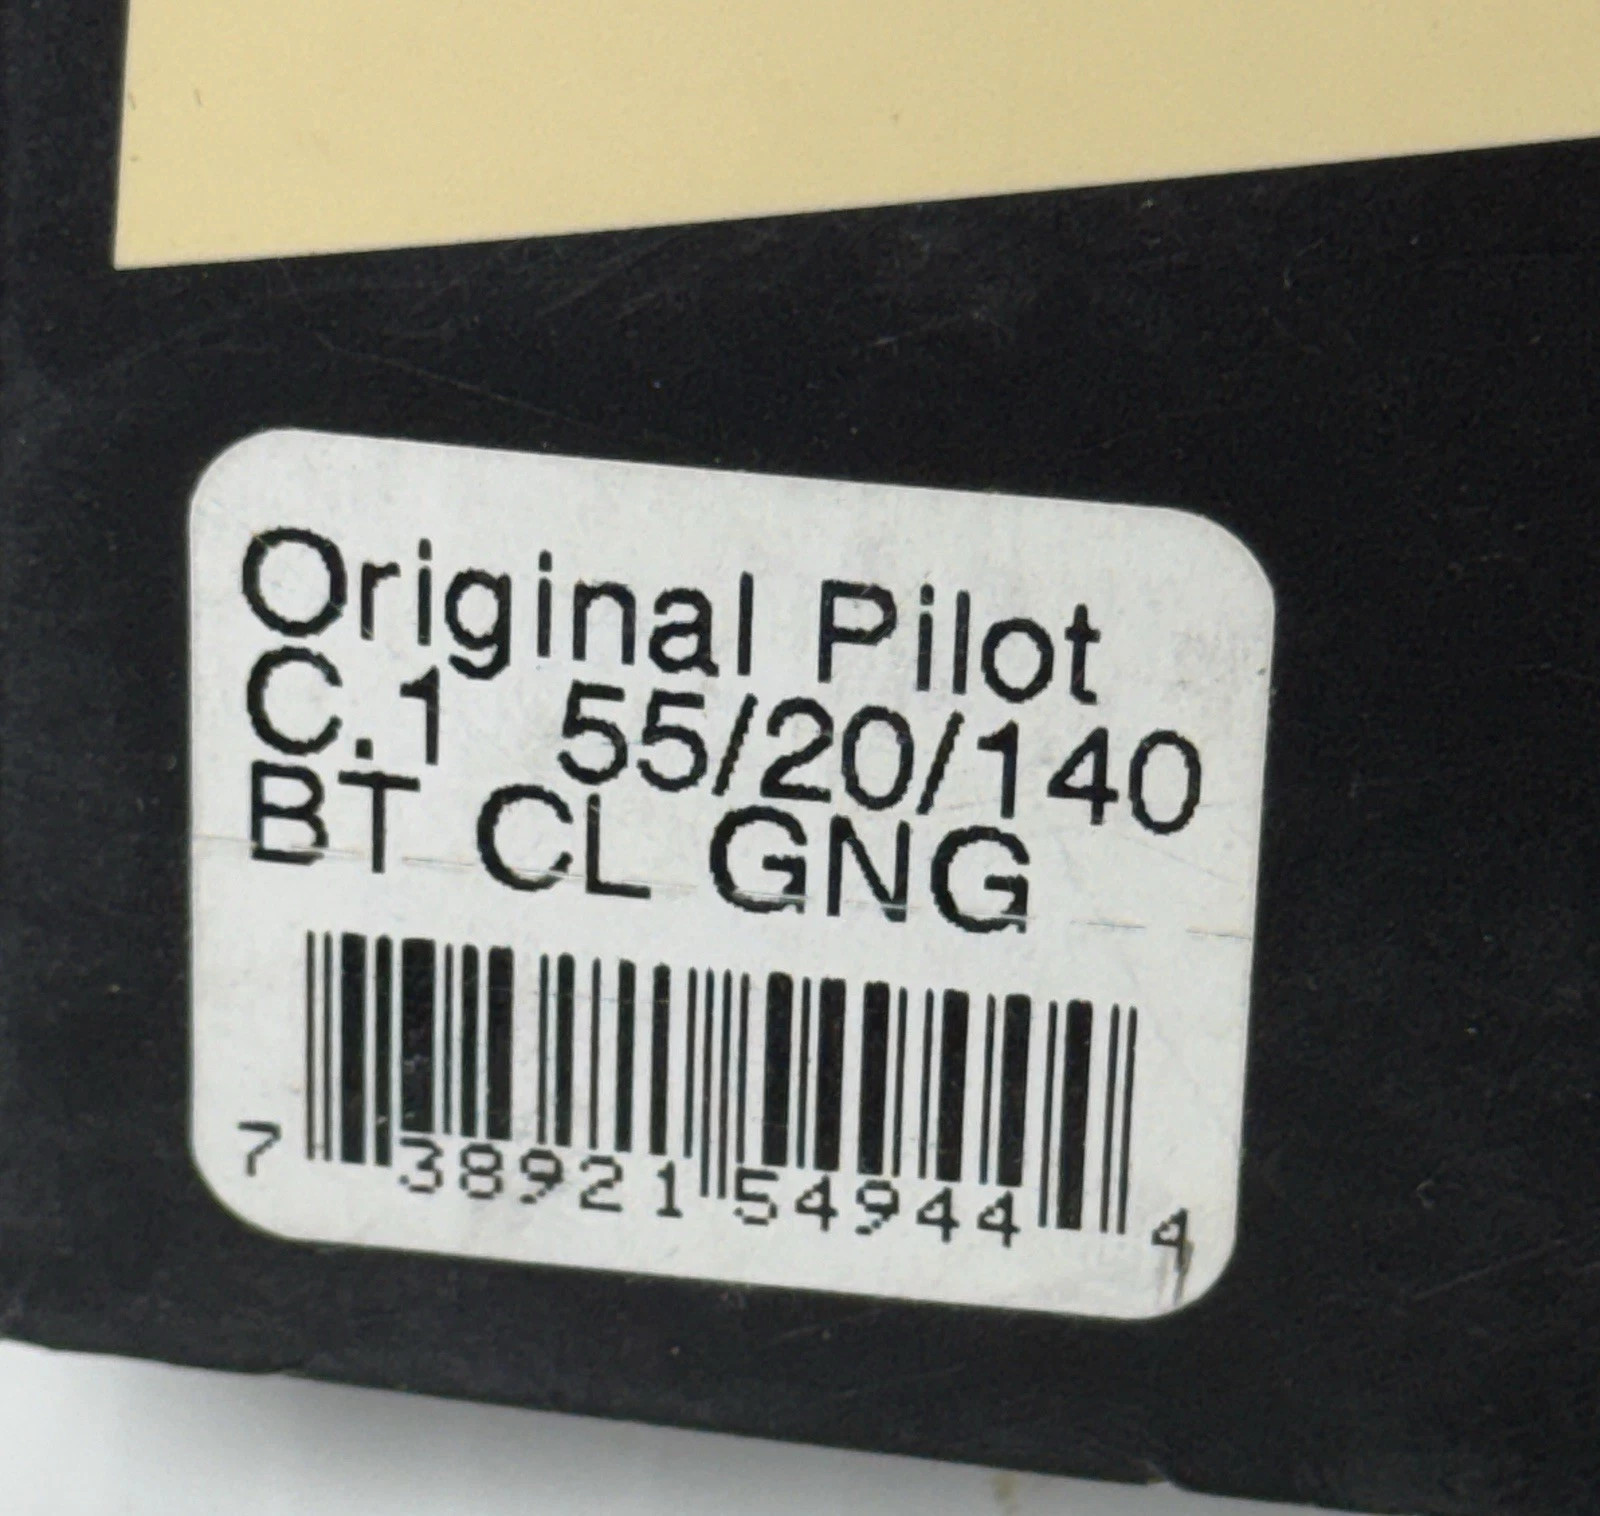 Original Pilot
C.1 55/20/140
BT CL GNG
7 38921 54944 4